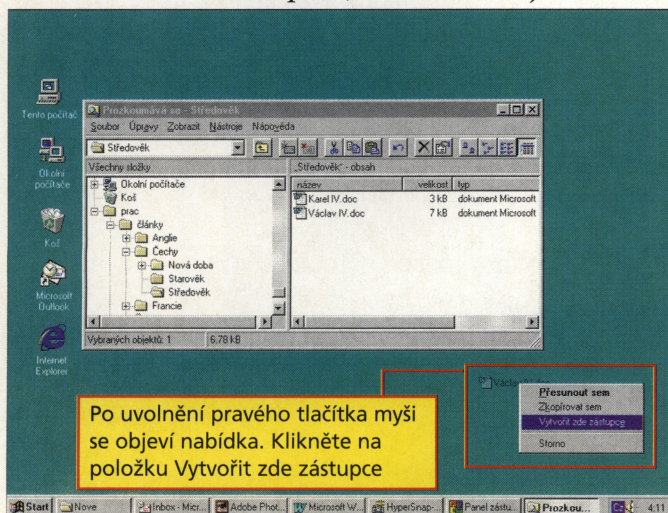 Tento počítač
Okolní
počítače
Koš
Microsoft
Outlook
Internet
Explorer
Prozkoumává se - Středověk
Soubor Úpravy Zobrazit Nástroje Nápověda
Středověk
Všechny složky
„Středověk“ - obsah
Okolní počítače
Koš
prac
články
Anglie
Čechy
Nová doba
Starověk
Středověk
Francie
název velikost typ
Karel IV.doc 3 kB dokument Microsoft
Václav IV.doc 7 kB dokument Microsoft
Vybraných objektů: 1 6,78 kB
Václav IV.doc
Přesunout sem
Zkopírovat sem
Vytvořit zde zástupce
Storno
Po uvolnění pravého tlačítka myši
se objeví nabídka. Klikněte na
položku Vytvořit zde zástupce
Start Nove Inbox - Micr... Adobe Phot... Microsoft W... HyperSnap-... Panel zástu... Prozkou... 4:11